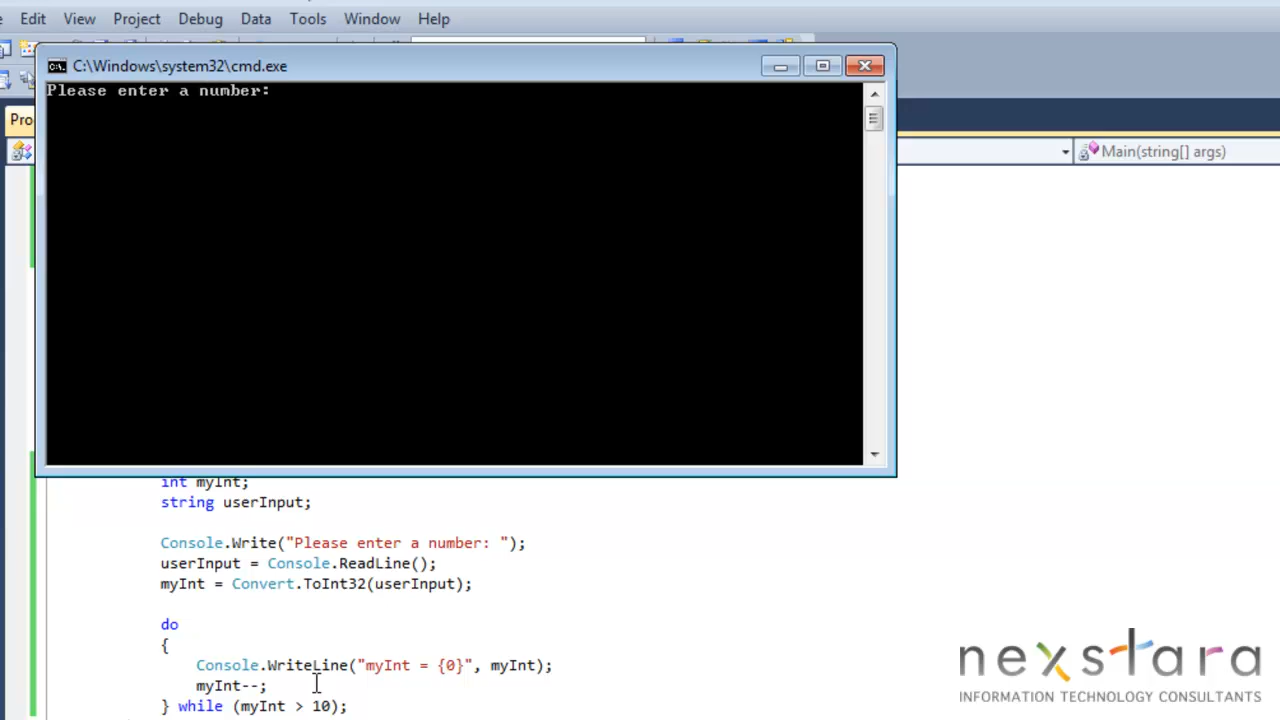 Edit View Project Debug Data Tools Window Help
C:\Windows\system32\cmd.exe
Please enter a number:
Pro
Main(string[] args)
int myInt;
string userInput;
Console.Write("Please enter a number: ");
userInput = Console.ReadLine();
myInt = Convert.ToInt32(userInput);
do
{
Console.WriteLine("myInt = {0}", myInt);
myInt--;
} while (myInt > 10);
nexstara
INFORMATION TECHNOLOGY CONSULTANTS